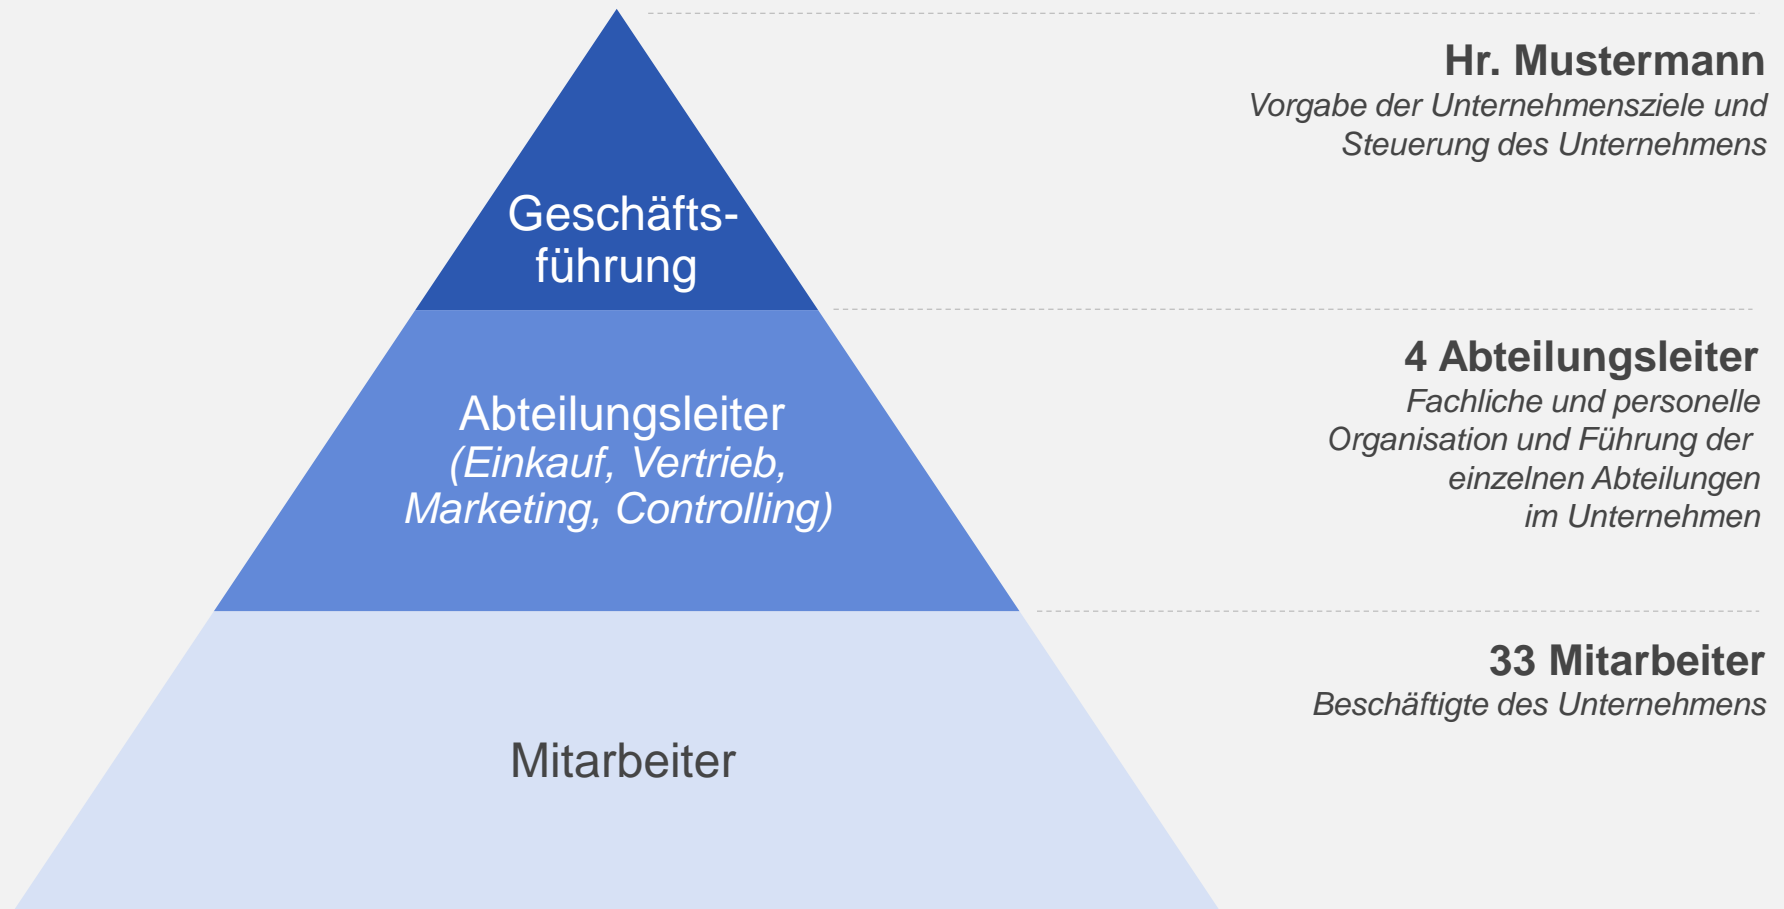 Hr. Mustermann
Vorgabe der Unternehmensziele und
Steuerung des Unternehmens
Geschäfts-
führung
4 Abteilungsleiter
Fachliche und personelle
Organisation und Führung der
einzelnen Abteilungen
im Unternehmen
Abteilungsleiter
(Einkauf, Vertrieb,
Marketing, Controlling)
33 Mitarbeiter
Beschäftigte des Unternehmens
Mitarbeiter